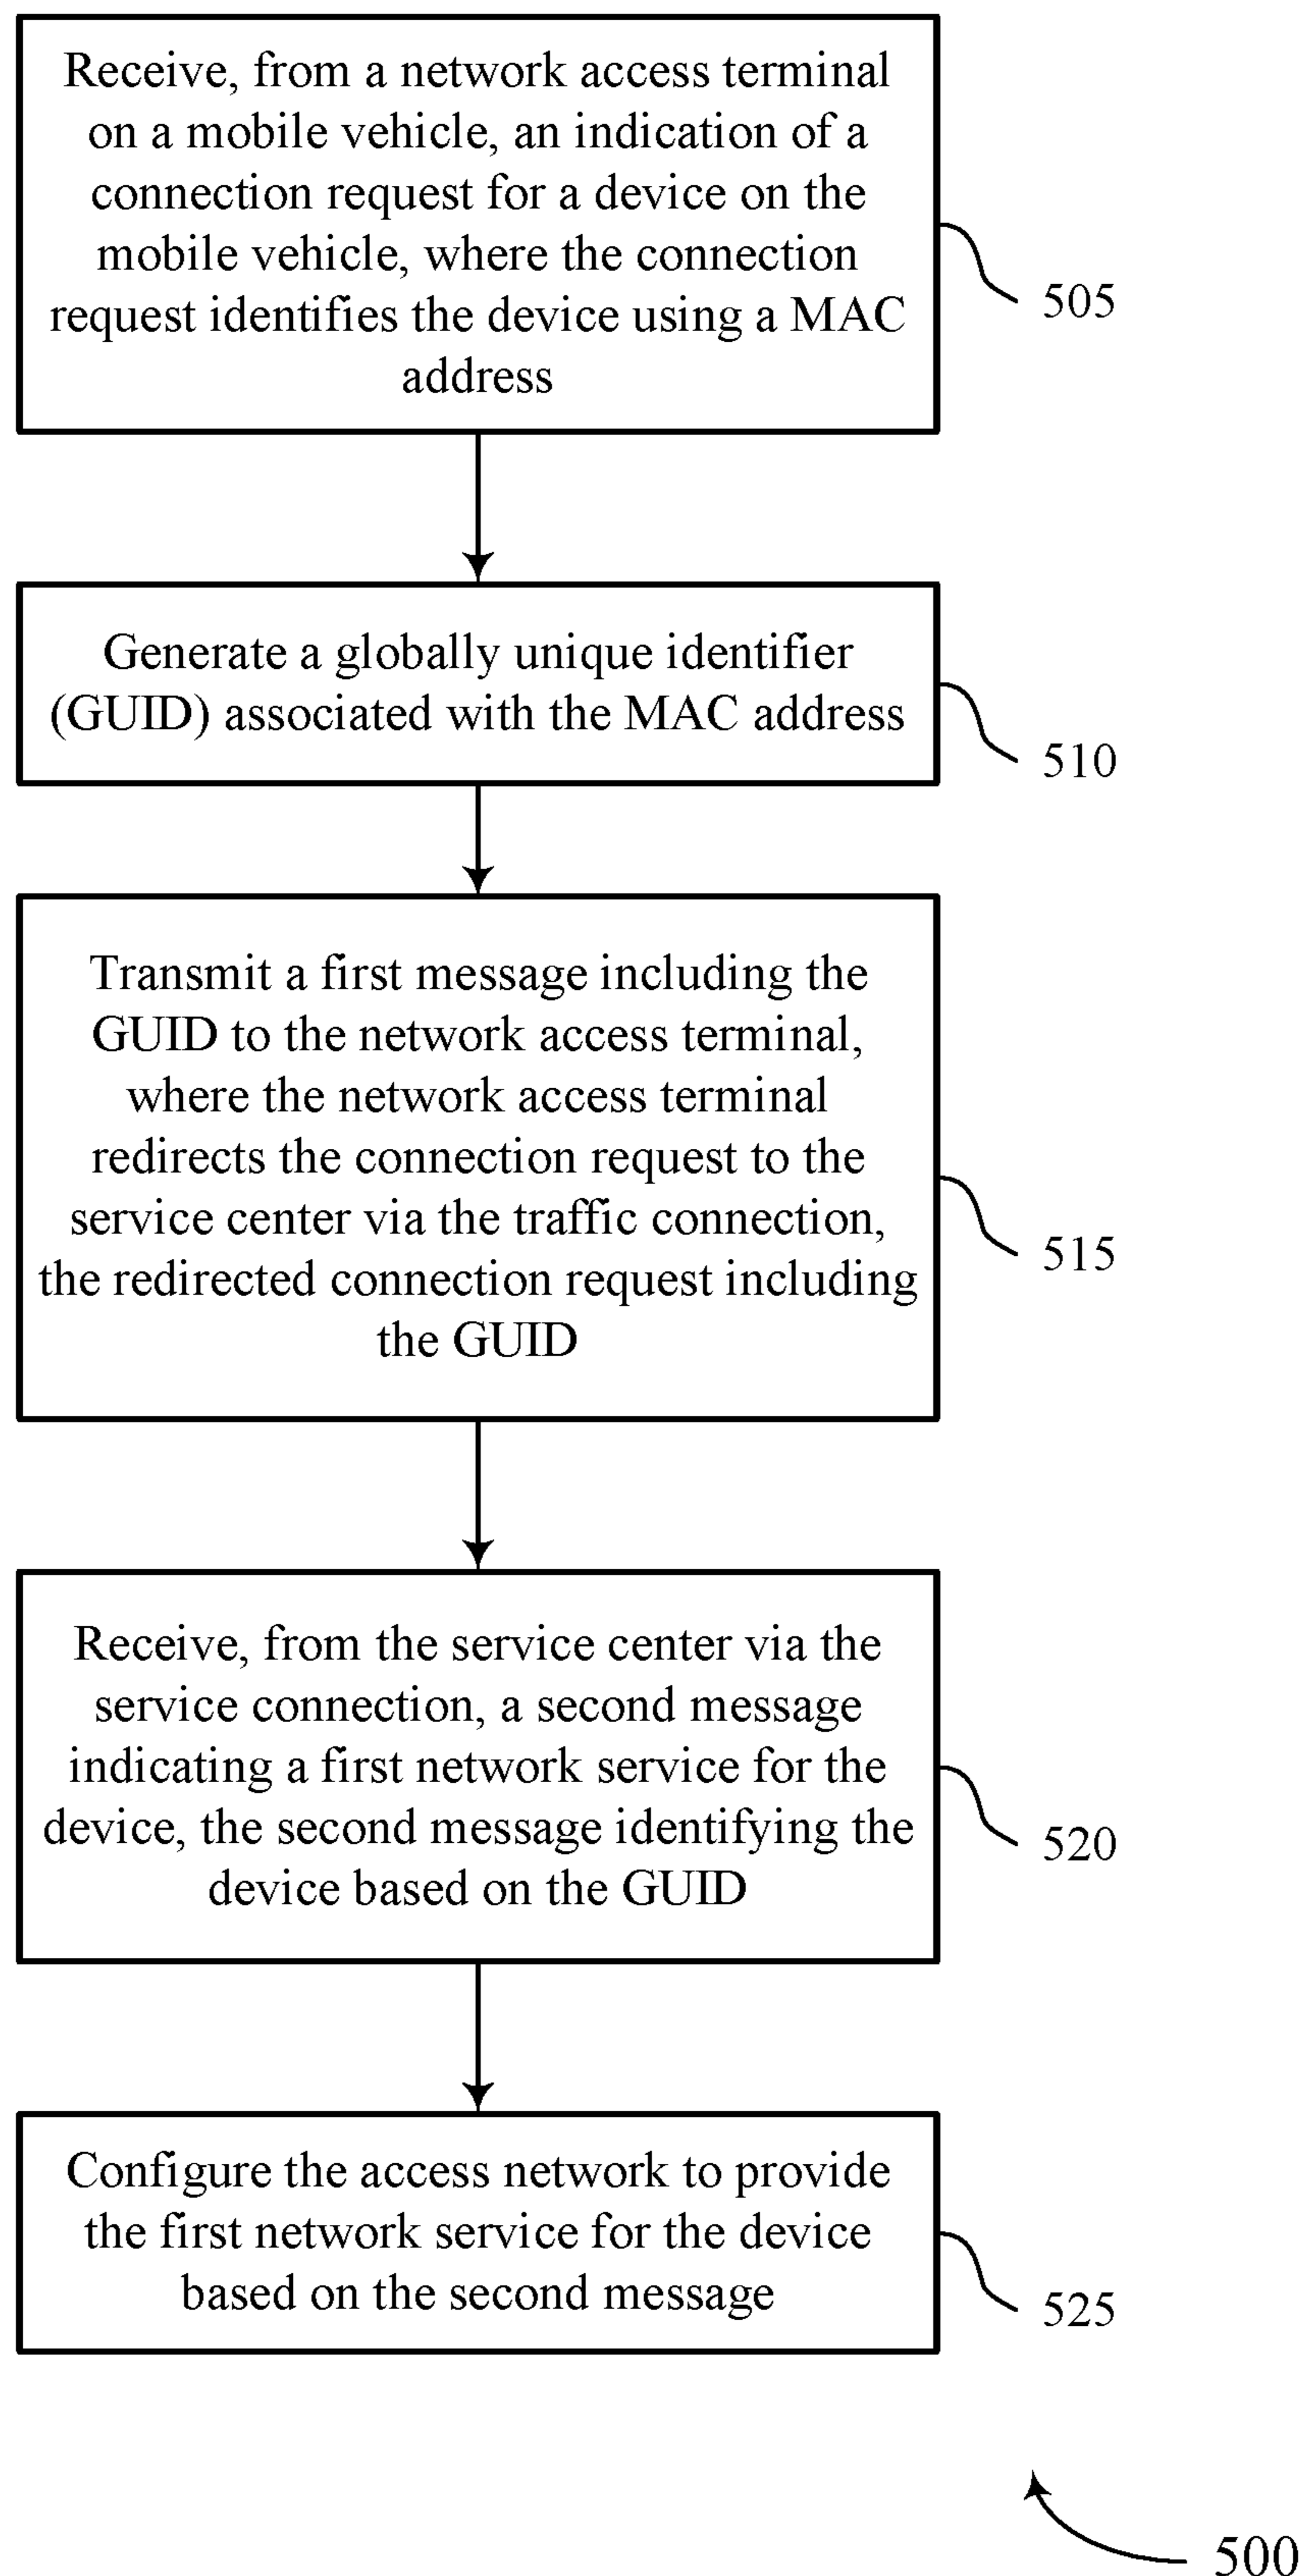 Receive, from a network access terminal
on a mobile vehicle, an indication of a
connection request for a device on the
mobile vehicle, where the connection
request identifies the device using a MAC
address
505
Generate a globally unique identifier
(GUID) associated with the MAC address
510
Transmit a first message including the
GUID to the network access terminal,
where the network access terminal
redirects the connection request to the
service center via the traffic connection,
the redirected connection request including
the GUID
515
Receive, from the service center via the
service connection, a second message
indicating a first network service for the
device, the second message identifying the
device based on the GUID
520
Configure the access network to provide
the first network service for the device
based on the second message
525
500